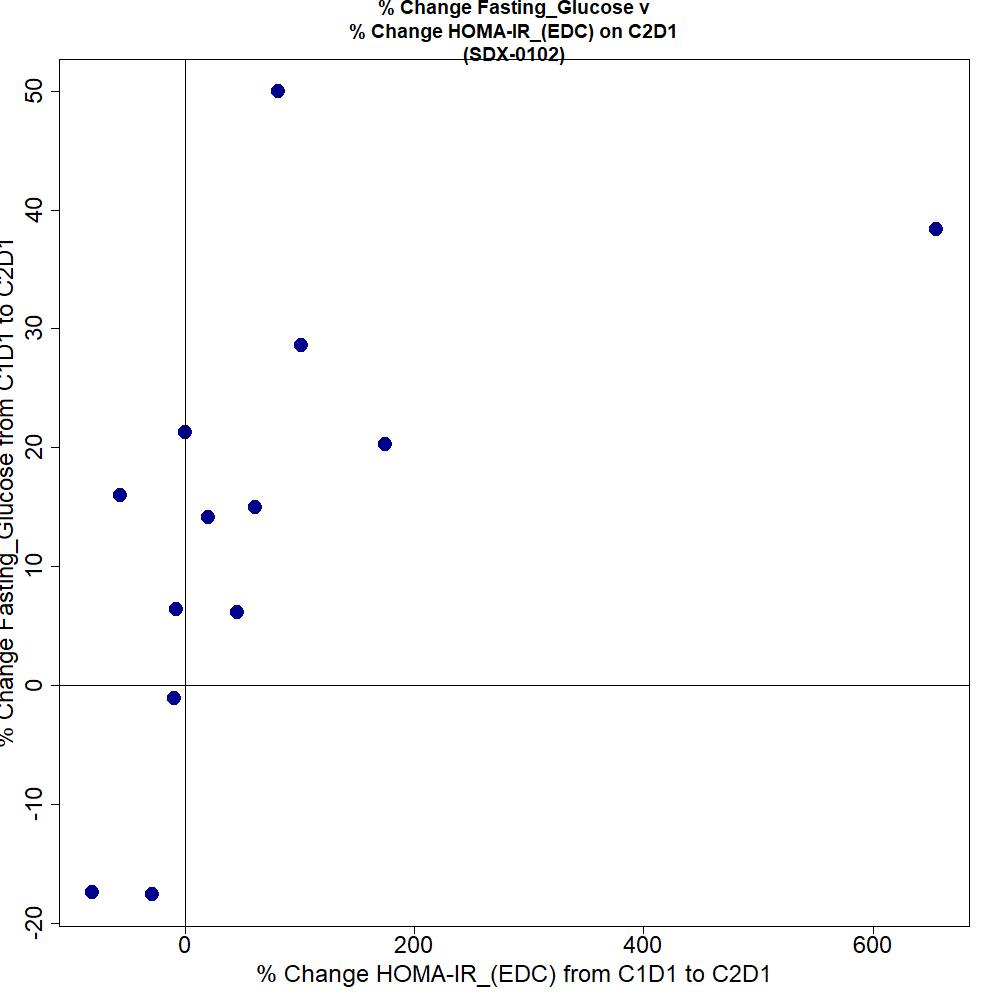 % Change Fasting_Glucose v
% Change HOMA-IR_(EDC) on C2D1
(SDX-0102)
% Change Fasting_Glucose from C1D1 to C2D1
50
40
30
20
10
0
-10
-20
0
200
400
600
% Change HOMA-IR_(EDC) from C1D1 to C2D1